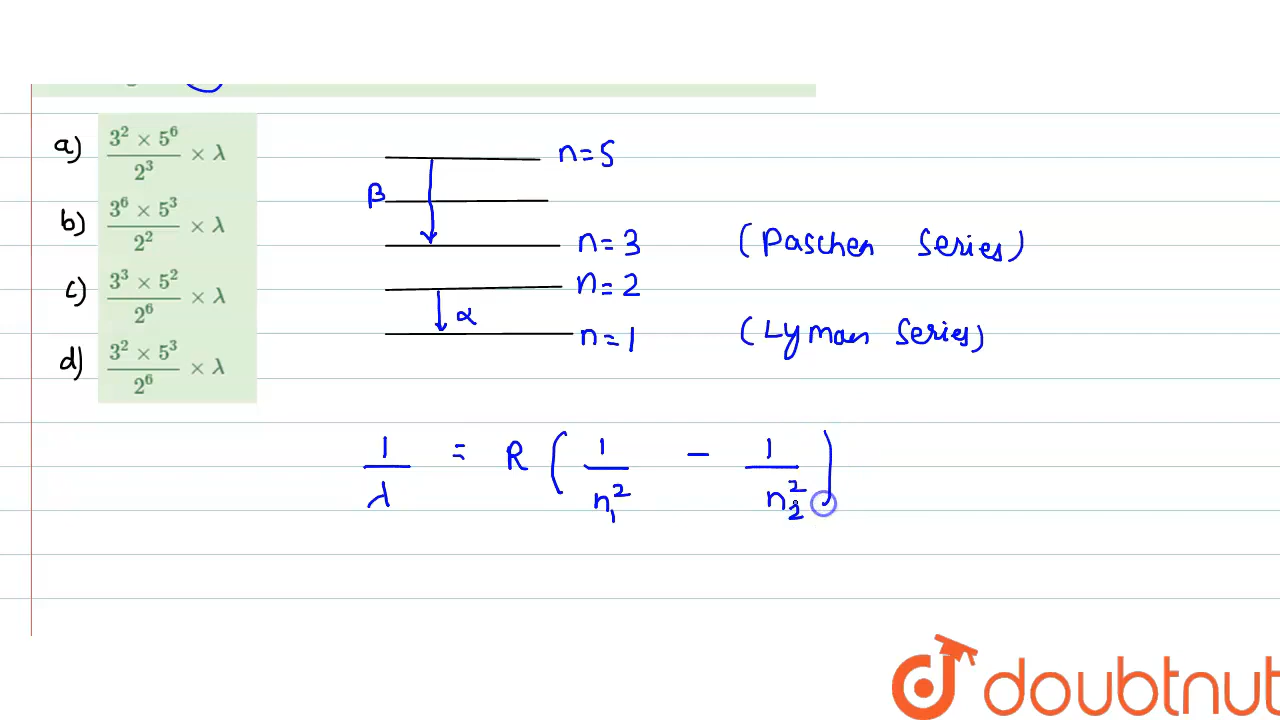 a) 3² × 5⁶ / 2³ × λ
n=5
β
b) 3⁶ × 5³ / 2² × λ
n=3 (Paschen Series)
c) 3³ × 5² / 2⁶ × λ
n=2
α
n=1 (Lyman Series)
d) 3² × 5³ / 2⁶ × λ
1/λ = R (1/n₁² - 1/n₂²)
doubtnut